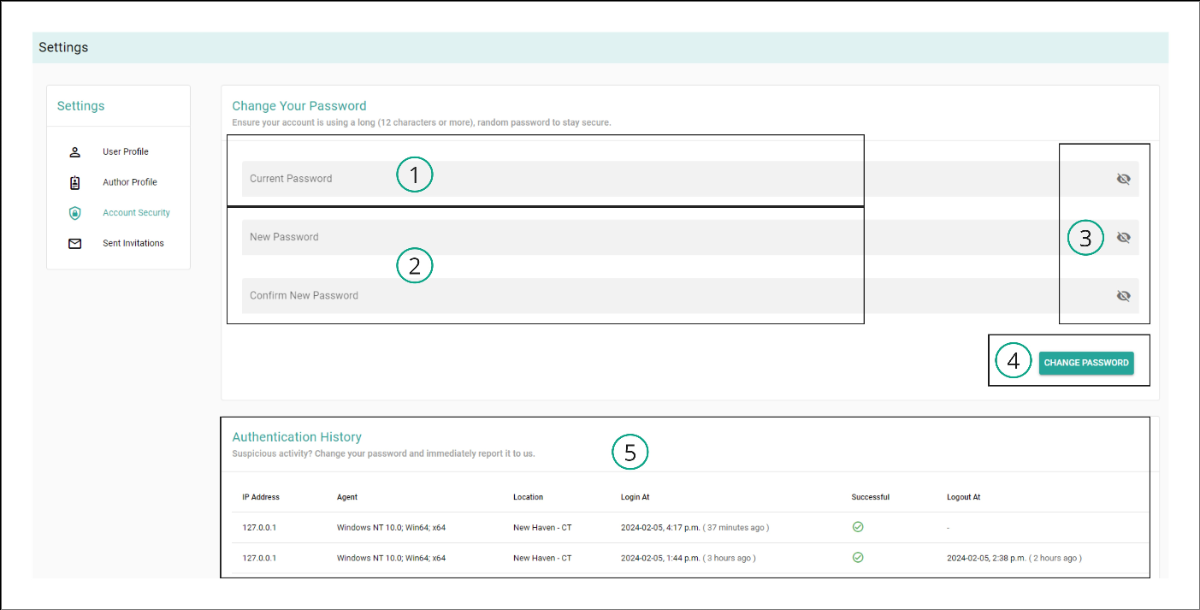 Settings
Settings
User Profile
Author Profile
Account Security
Sent Invitations
Change Your Password
Ensure your account is using a long (12 characters or more), random password to stay secure.
Current Password
1
New Password
2
3
Confirm New Password
4
CHANGE PASSWORD
Authentication History
Suspicious activity? Change your password and immediately report it to us.
5
IP Address Agent Location Login At Successful Logout At
127.0.0.1 Windows NT 10.0; Win64; x64 New Haven - CT 2024-02-05, 4:17 p.m. ( 37 minutes ago ) -
127.0.0.1 Windows NT 10.0; Win64; x64 New Haven - CT 2024-02-05, 1:44 p.m. ( 3 hours ago ) 2024-02-05, 2:38 p.m. ( 2 hours ago )